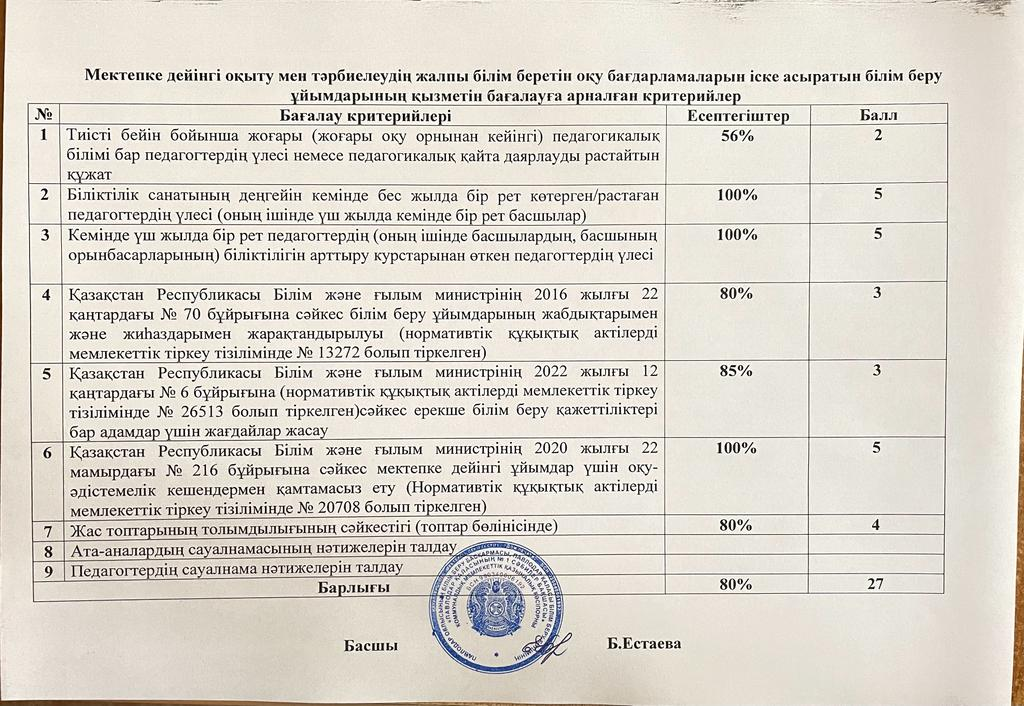 Мектепке дейінгі оқыту мен тәрбиелеудің жалпы білім беретін оқу бағдарламаларын іске асыратын білім беру
ұйымдарының қызметін бағалауға арналған критерийлер
№ Бағалау критерийлері Есептегіштер Балл
1 Тиісті бейін бойынша жоғары (жоғары оқу орнынан кейінгі) педагогикалық 56% 2
білімі бар педагогтердің үлесі немесе педагогикалық қайта даярлауды растайтын
құжат
2 Біліктілік санатының деңгейін кемінде бес жылда бір рет көтерген/растаған 100% 5
педагогтердің үлесі (оның ішінде үш жылда кемінде бір рет басшылар)
3 Кемінде үш жылда бір рет педагогтердің (оның ішінде басшылардың, басшының 100% 5
орынбасарларының) біліктілігін арттыру курстарынан өткен педагогтердің үлесі
4 Қазақстан Республикасы Білім және ғылым министрінің 2016 жылғы 22 80% 3
қаңтардағы № 70 бұйрығына сәйкес білім беру ұйымдарының жабдықтарымен
және жиһаздарымен жарақтандырылуы (нормативтік құқықтық актілерді
мемлекеттік тіркеу тізілімінде № 13272 болып тіркелген)
5 Қазақстан Республикасы Білім және ғылым министрінің 2022 жылғы 12 85% 3
қаңтардағы № 6 бұйрығына (нормативтік құқықтық актілерді мемлекеттік тіркеу
тізілімінде № 26513 болып тіркелген)сәйкес ерекше білім беру қажеттіліктері
бар адамдар үшін жағдайлар жасау
6 Қазақстан Республикасы Білім және ғылым министрінің 2020 жылғы 22 100% 5
мамырдағы № 216 бұйрығына сәйкес мектепке дейінгі ұйымдар үшін оқу-
әдістемелік кешендермен қамтамасыз ету (Нормативтік құқықтық актілерді
мемлекеттік тіркеу тізілімінде № 20708 болып тіркелген)
7 Жас топтарының толымдылығының сәйкестігі (топтар бөлінісінде) 80% 4
8 Ата-аналардың сауалнамасының нәтижелерін талдау
9 Педагогтердің сауалнама нәтижелерін талдау
Барлығы 80% 27
Басшы Б.Естаева